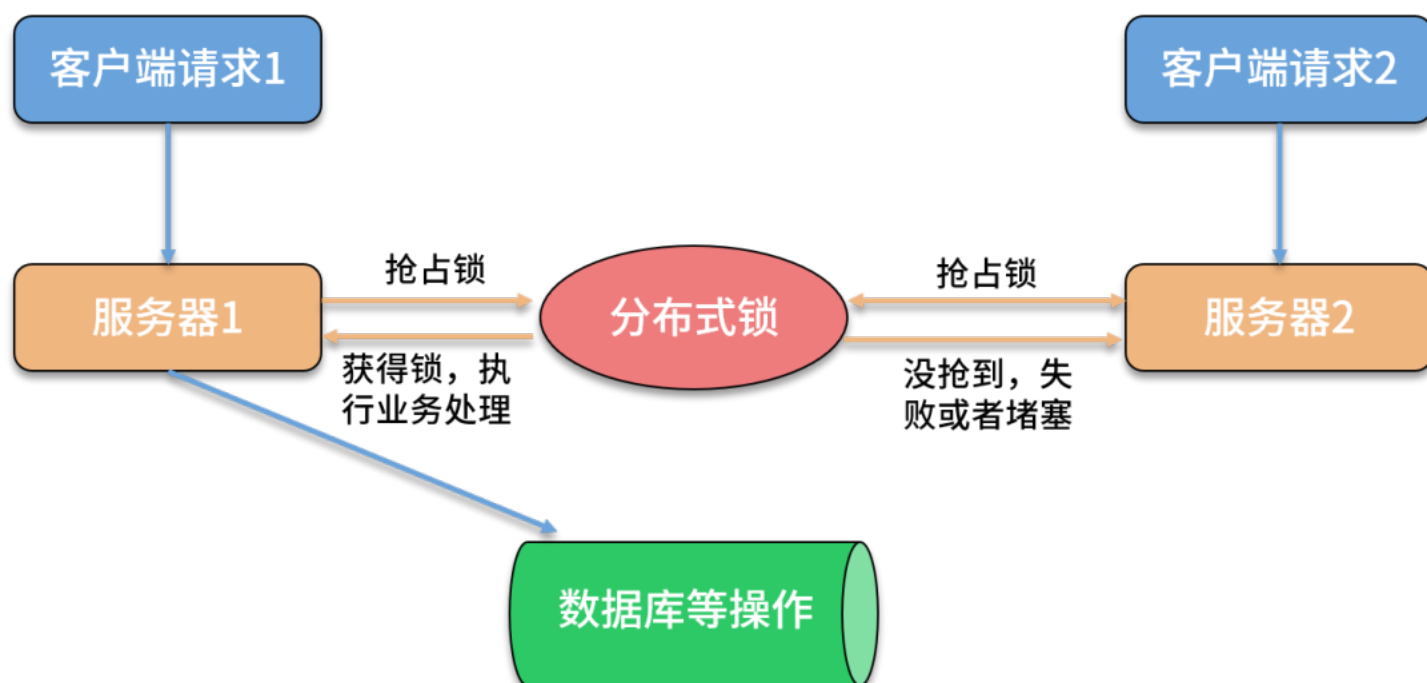 客户端请求1
客户端请求2
抢占锁
抢占锁
服务器1
分布式锁
服务器2
获得锁，执
行业务处理
没抢到，失
败或者堵塞
数据库等操作